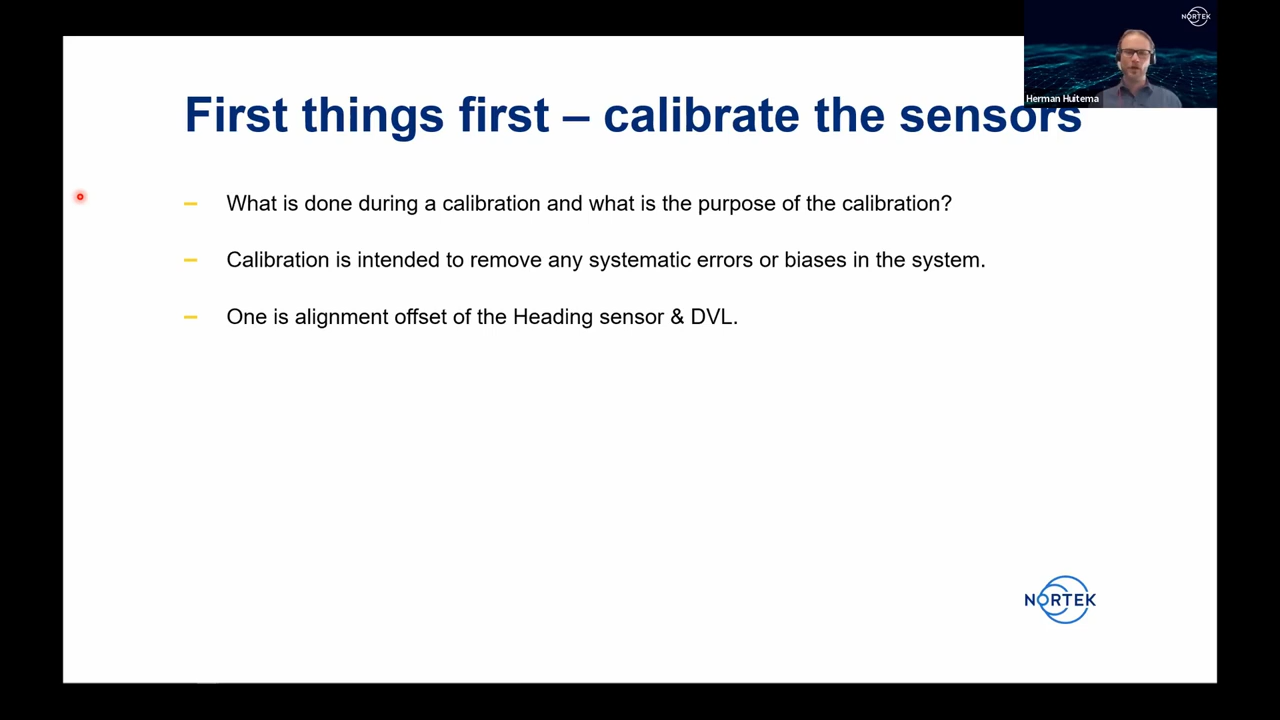 NORTEK
Herman Huitema
First things first – calibrate the sensors
– What is done during a calibration and what is the purpose of the calibration?
– Calibration is intended to remove any systematic errors or biases in the system.
– One is alignment offset of the Heading sensor & DVL.
NORTEK